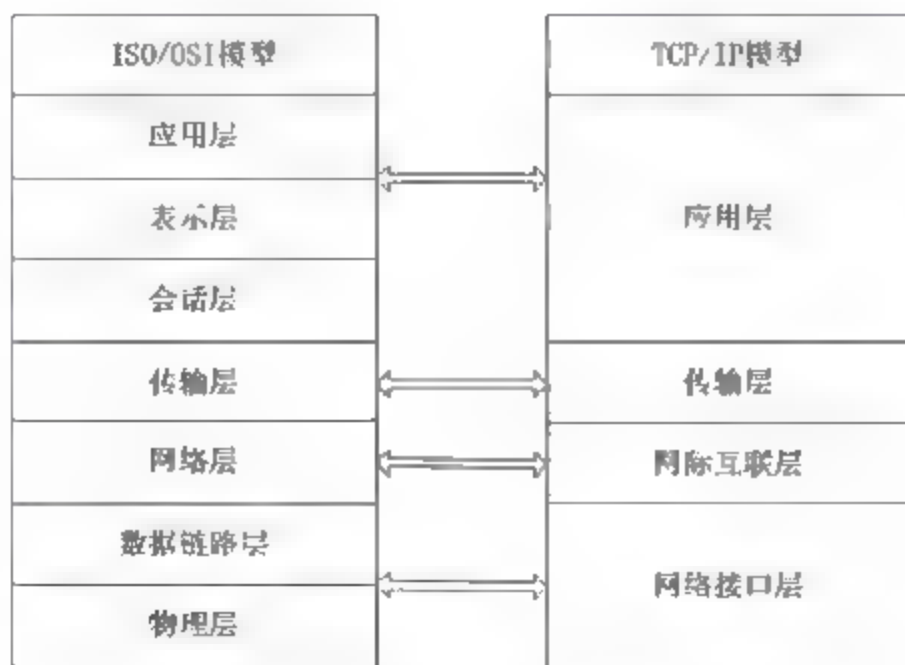 ISO/OSI模型
应用层
表示层
会话层
传输层
网络层
数据链路层
物理层
TCP/IP模型
应用层
传输层
网际互联层
网络接口层